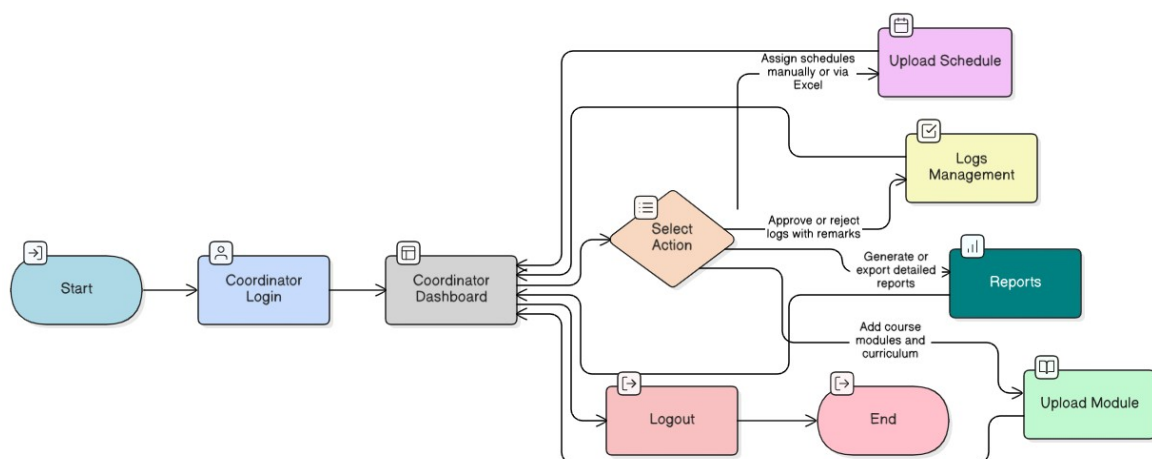 Assign schedules
manually or via
Excel
Upload Schedule
Logs
Management
Select
Action
Approve or reject
logs with remarks
Start
Coordinator
Login
Coordinator
Dashboard
Generate or
export detailed
reports
Reports
Add course
modules and
curriculum
Logout
End
Upload Module